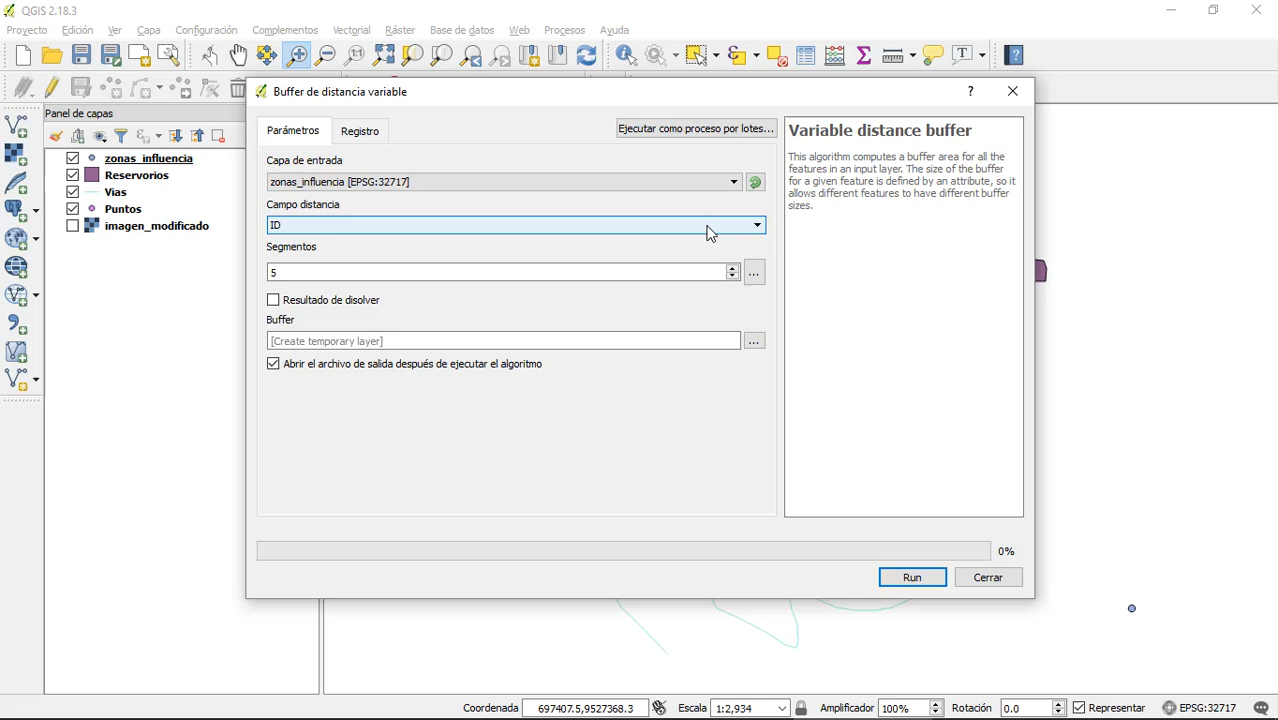 QGIS 2.18.3
Proyecto Edición Ver Capa Configuración Complementos Vectorial Ráster Base de datos Web Procesos Ayuda
Panel de capas
zonas_influencia
Reservorios
Vias
Puntos
imagen_modificado
Buffer de distancia variable
Parámetros Registro Ejecutar como proceso por lotes...
Capa de entrada
zonas_influencia [EPSG:32717]
Campo distancia
ID
Segmentos
5
...
Resultado de disolver
Buffer
[Create temporary layer]
...
Abrir el archivo de salida después de ejecutar el algoritmo
Variable distance buffer
This algorithm computes a buffer area for all the
features in an input layer. The size of the buffer
for a given feature is defined by an attribute, so it
allows different features to have different buffer
sizes.
0%
Run Cerrar
Coordenada 697407.5,9527368.3 Escala 1:2,934 Amplificador 100% Rotación 0.0 Representar EPSG:32717